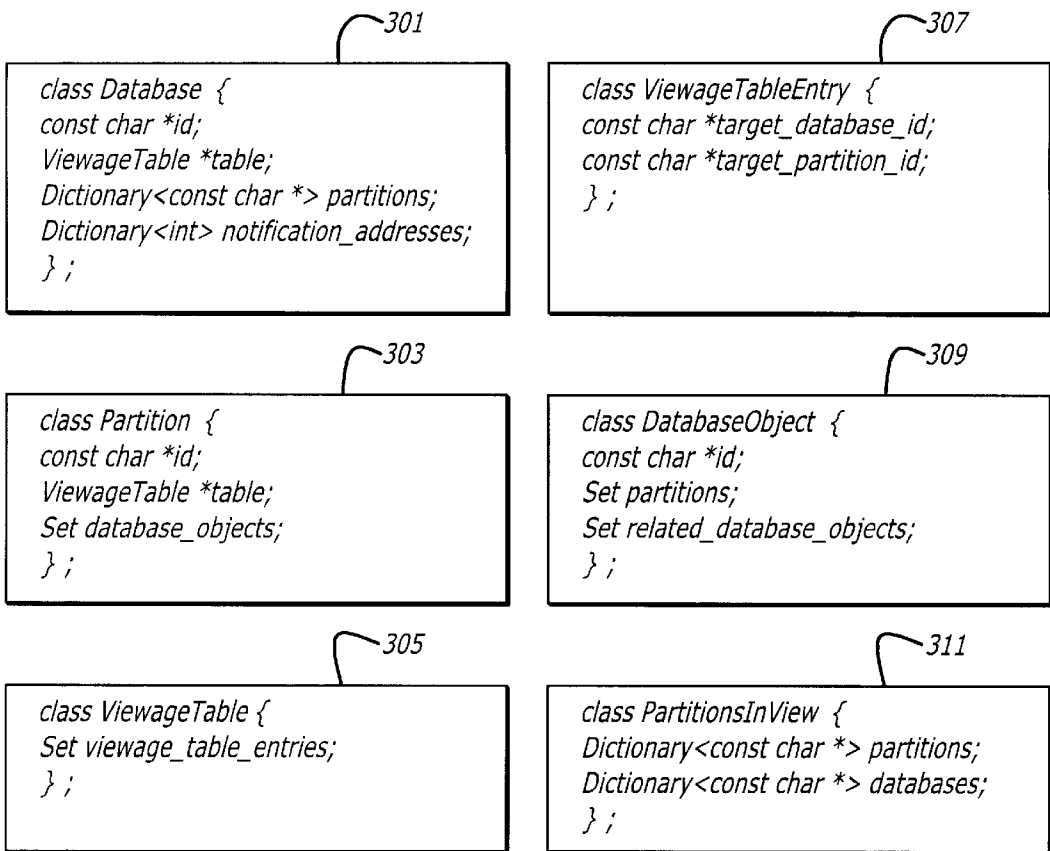 301
class Database {
const char *id;
ViewageTable *table;
Dictionary<const char *> partitions;
Dictionary<int> notification_addresses;
} ;
307
class ViewageTableEntry {
const char *target_database_id;
const char *target_partition_id;
} ;
303
class Partition {
const char *id;
ViewageTable *table;
Set database_objects;
} ;
309
class DatabaseObject {
const char *id;
Set partitions;
Set related_database_objects;
} ;
305
class ViewageTable {
Set viewage_table_entries;
} ;
311
class PartitionsInView {
Dictionary<const char *> partitions;
Dictionary<const char *> databases;
} ;